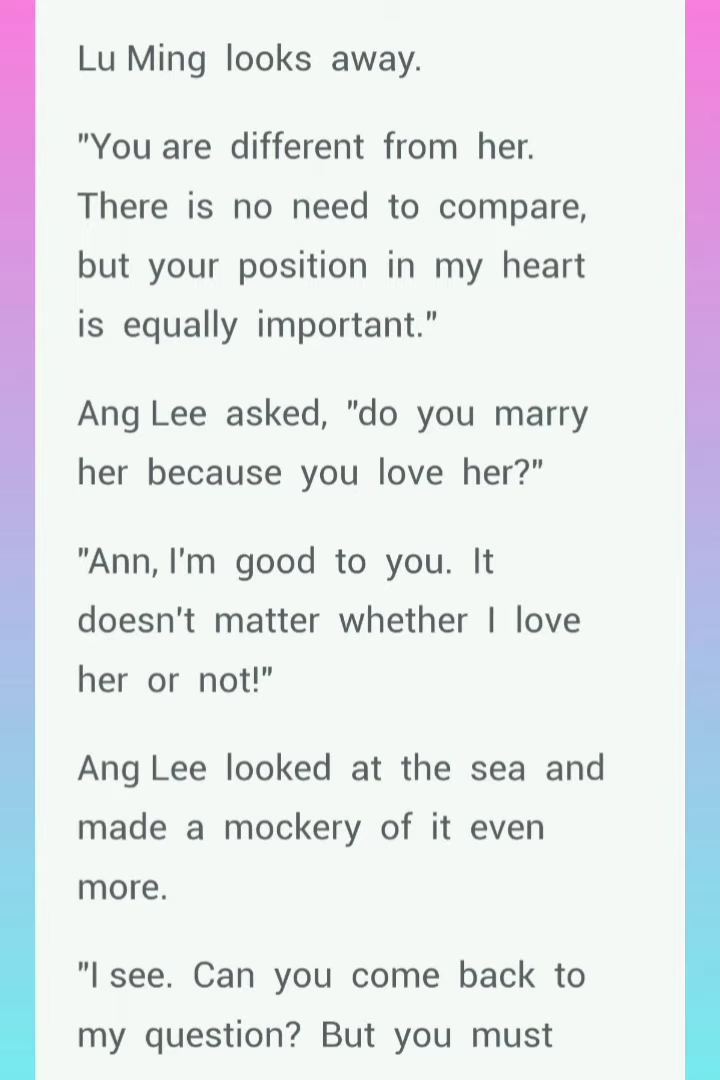 Lu Ming looks away.
"You are different from her.
There is no need to compare,
but your position in my heart
is equally important."
Ang Lee asked, "do you marry
her because you love her?"
"Ann, I'm good to you. It
doesn't matter whether I love
her or not!"
Ang Lee looked at the sea and
made a mockery of it even
more.
"I see. Can you come back to
my question? But you must